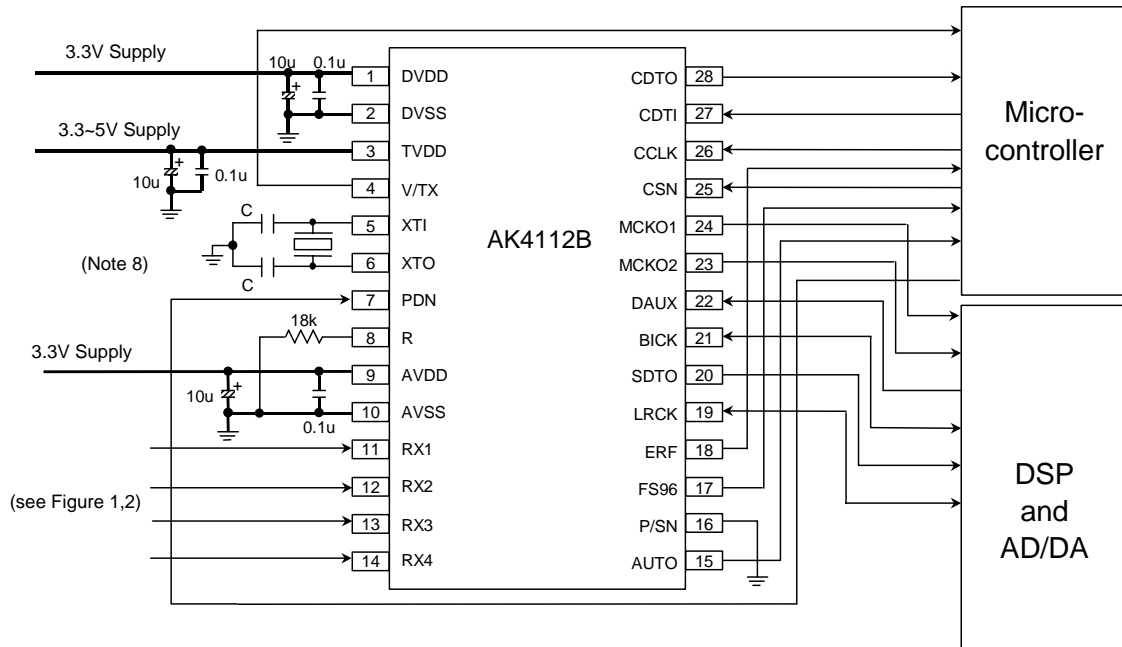 3.3V Supply
10u
+
0.1u
1
DVDD
2
DVSS
3.3~5V Supply
3
TVDD
10u
+
0.1u
4
V/TX
C
5
XTI
(Note 8)
6
XTO
C
7
PDN
18k
8
R
3.3V Supply
9
AVDD
10u
+
10
AVSS
0.1u
11
RX1
12
RX2
(see Figure 1,2)
13
RX3
14
RX4
AK4112B
CDTO
28
CDTI
27
CCLK
26
CSN
25
MCKO1
24
MCKO2
23
DAUX
22
BICK
21
SDTO
20
LRCK
19
ERF
18
FS96
17
P/SN
16
AUTO
15
Micro-
controller
DSP
and
AD/DA